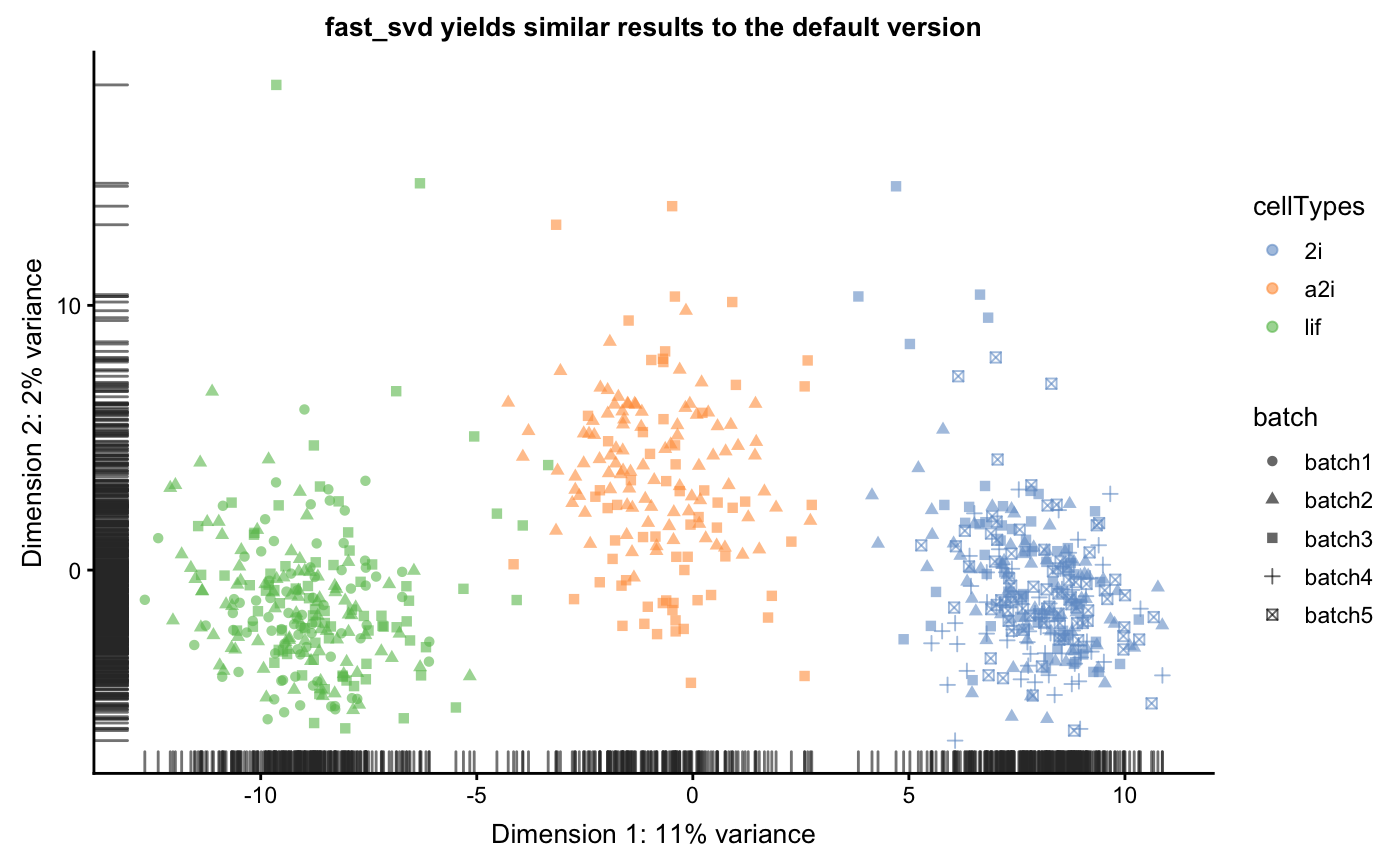 fast_svd yields similar results to the default version
Dimension 2: 2% variance
10
0
-10
-5
0
5
10
Dimension 1: 11% variance
cellTypes
2i
a2i
lif
batch
batch1
batch2
batch3
batch4
batch5